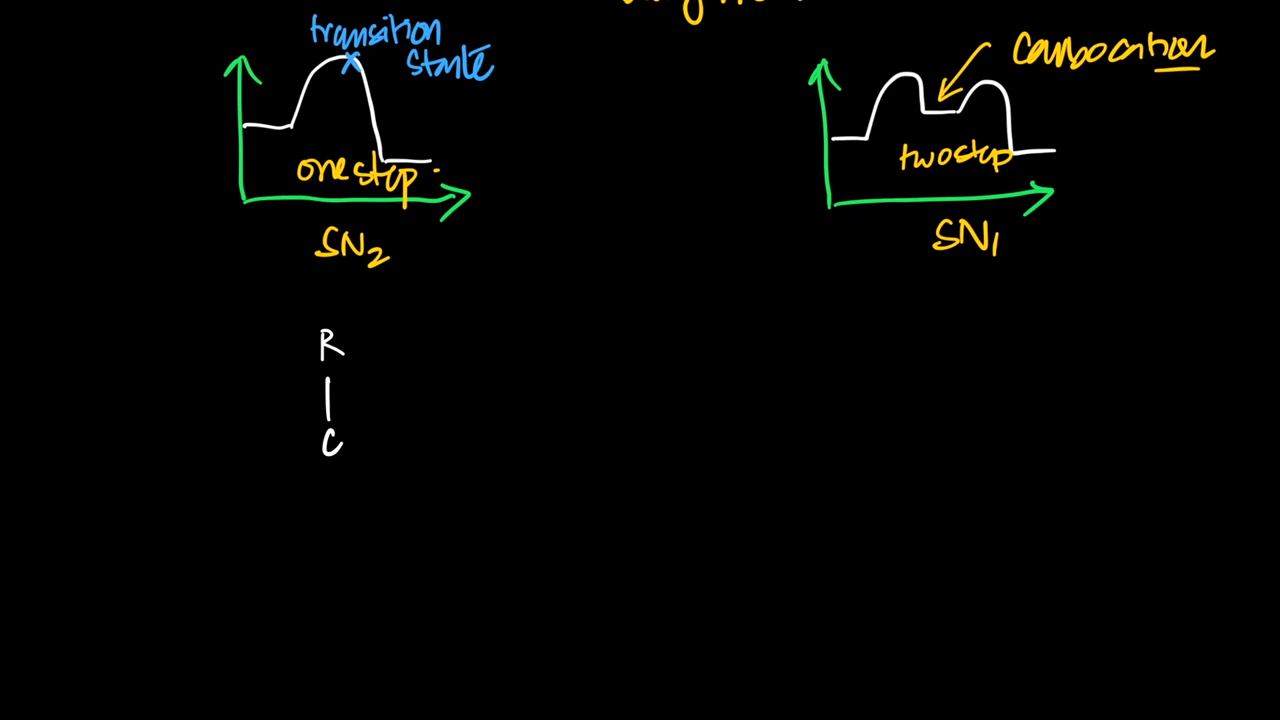 transition
state
Carbocation
one step
two step
SN2
SN1
R
C